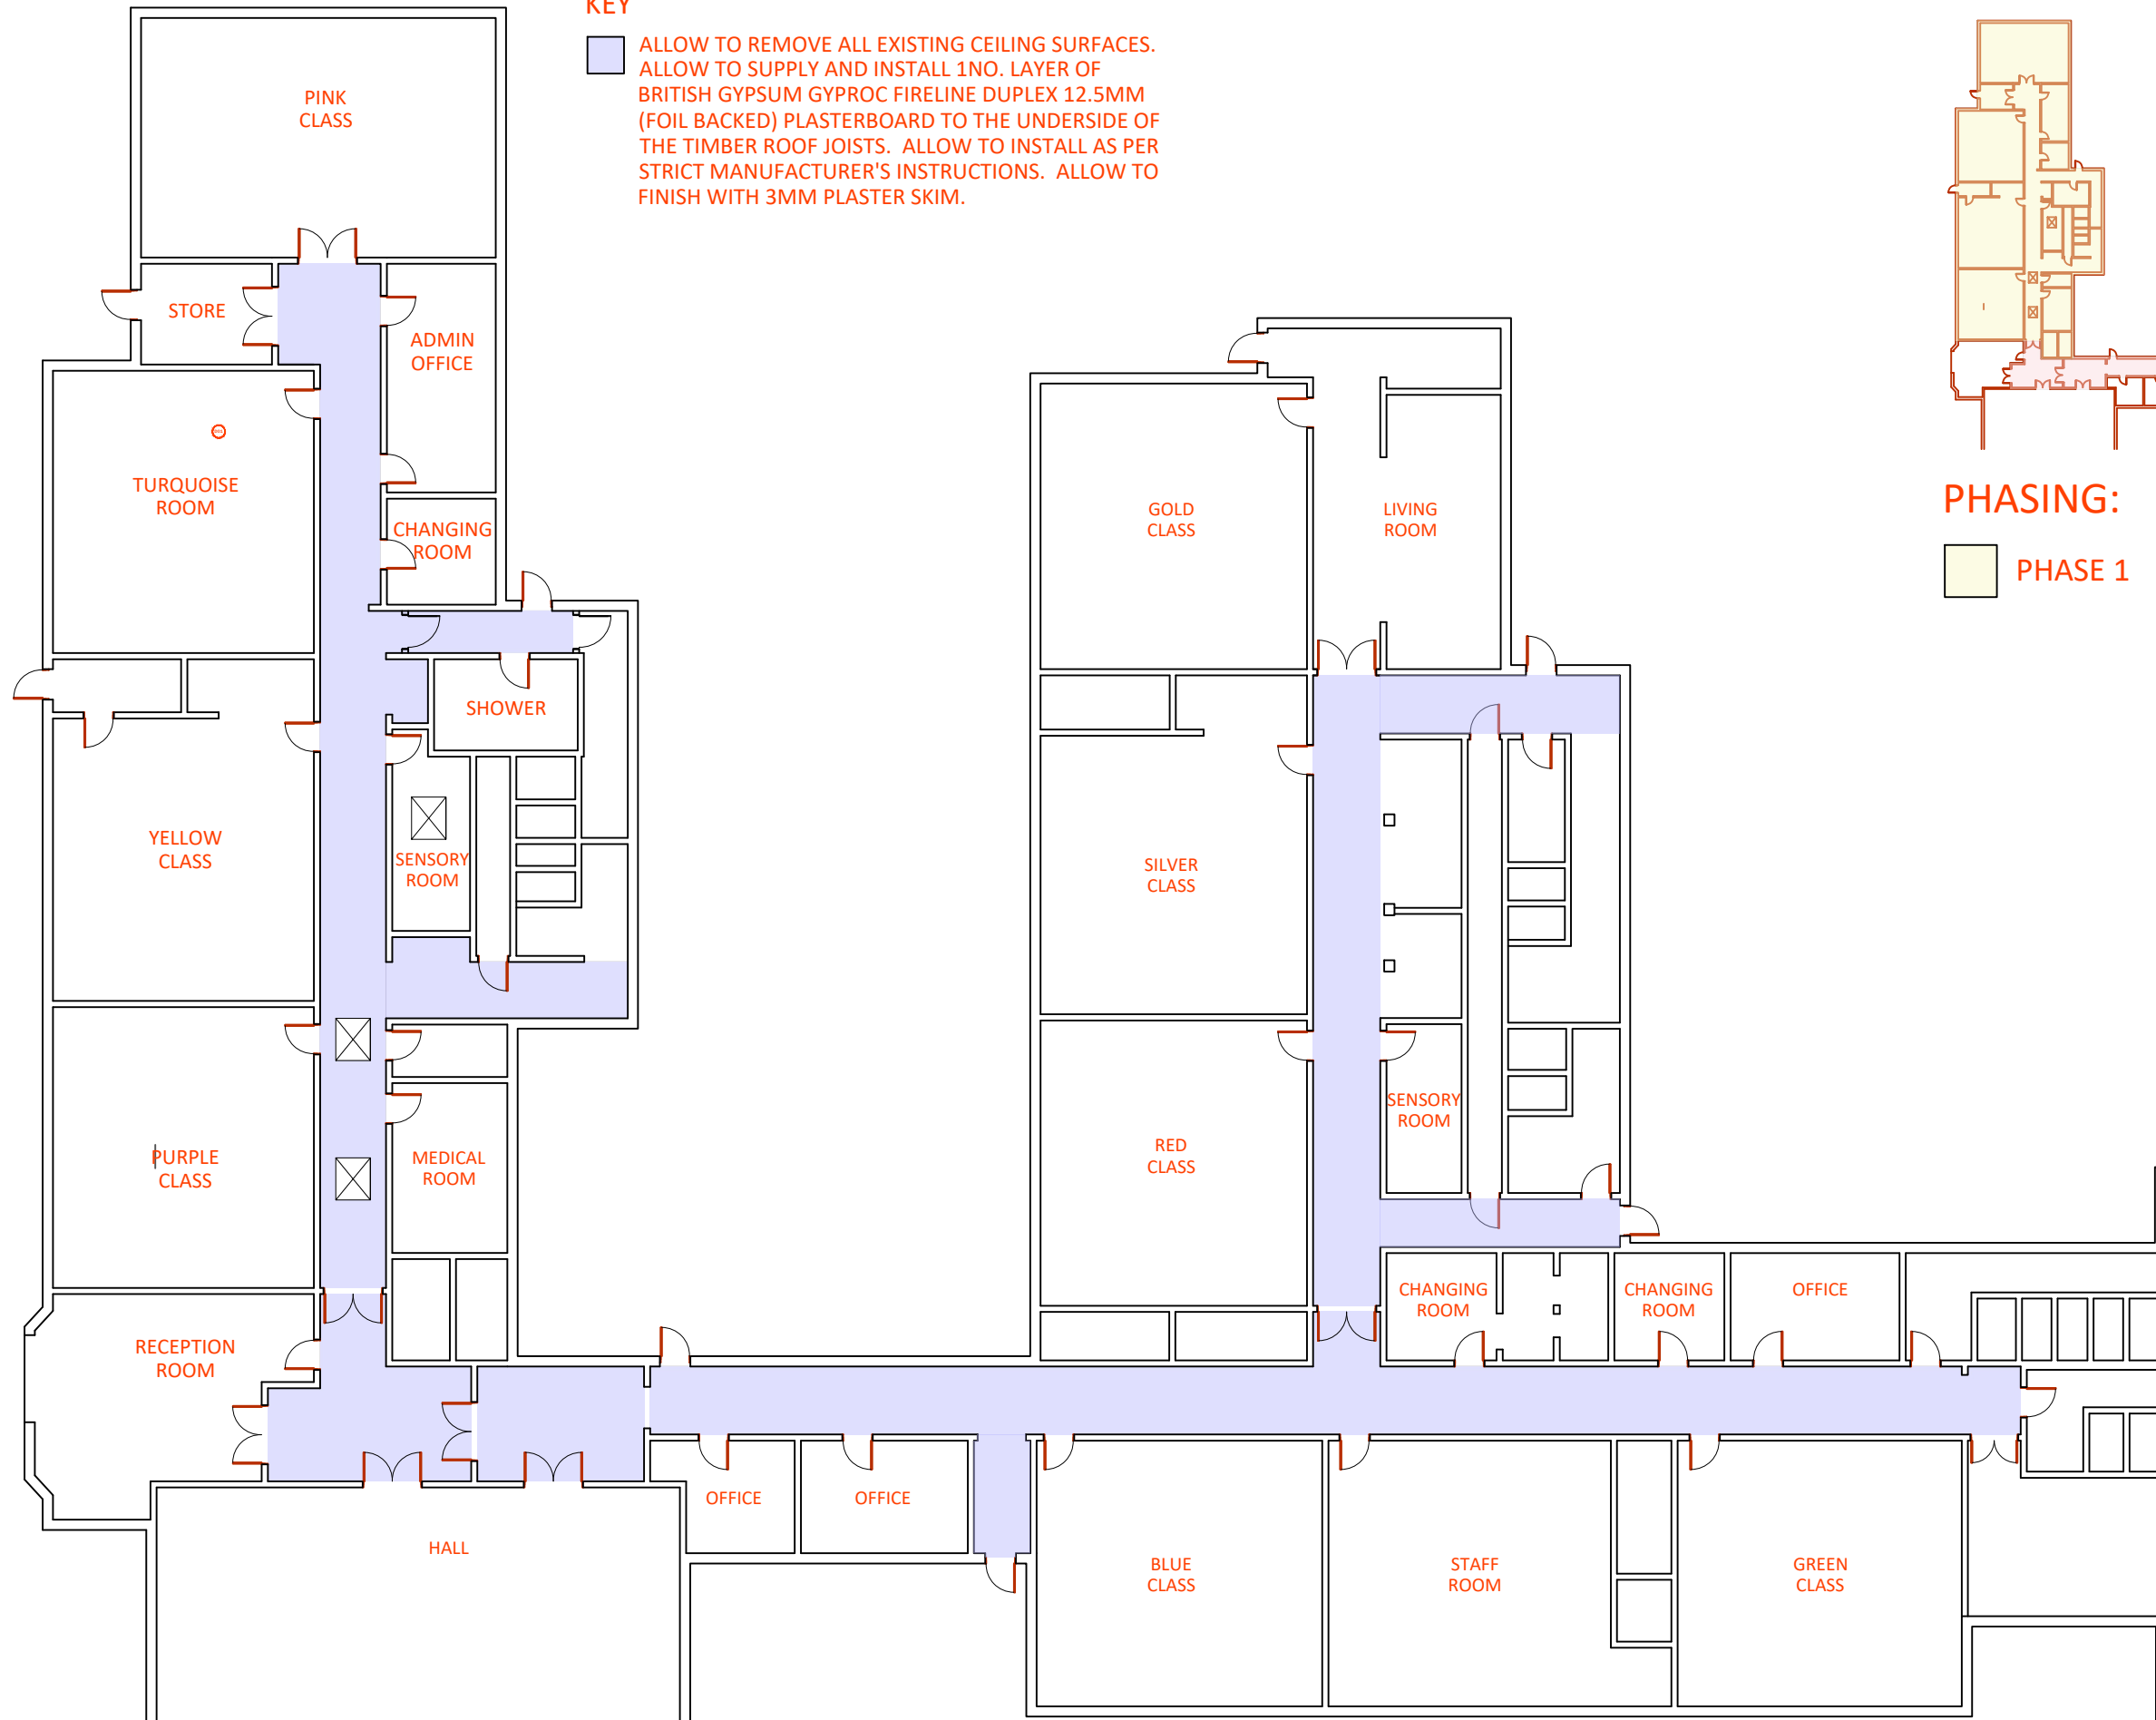 KEY
ALLOW TO REMOVE ALL EXISTING CEILING SURFACES.
ALLOW TO SUPPLY AND INSTALL 1NO. LAYER OF
BRITISH GYPSUM GYPROC FIRELINE DUPLEX 12.5MM
(FOIL BACKED) PLASTERBOARD TO THE UNDERSIDE OF
THE TIMBER ROOF JOISTS.  ALLOW TO INSTALL AS PER
STRICT MANUFACTURER'S INSTRUCTIONS.  ALLOW TO
FINISH WITH 3MM PLASTER SKIM.
PINK
CLASS
STORE
ADMIN
OFFICE
TURQUOISE
ROOM
CHANGING
ROOM
GOLD
CLASS
LIVING
ROOM
PHASING:
PHASE 1
SHOWER
YELLOW
CLASS
SENSORY
ROOM
SILVER
CLASS
PURPLE
CLASS
MEDICAL
ROOM
RED
CLASS
SENSORY
ROOM
RECEPTION
ROOM
CHANGING
ROOM
CHANGING
ROOM
OFFICE
OFFICE
OFFICE
HALL
BLUE
CLASS
STAFF
ROOM
GREEN
CLASS